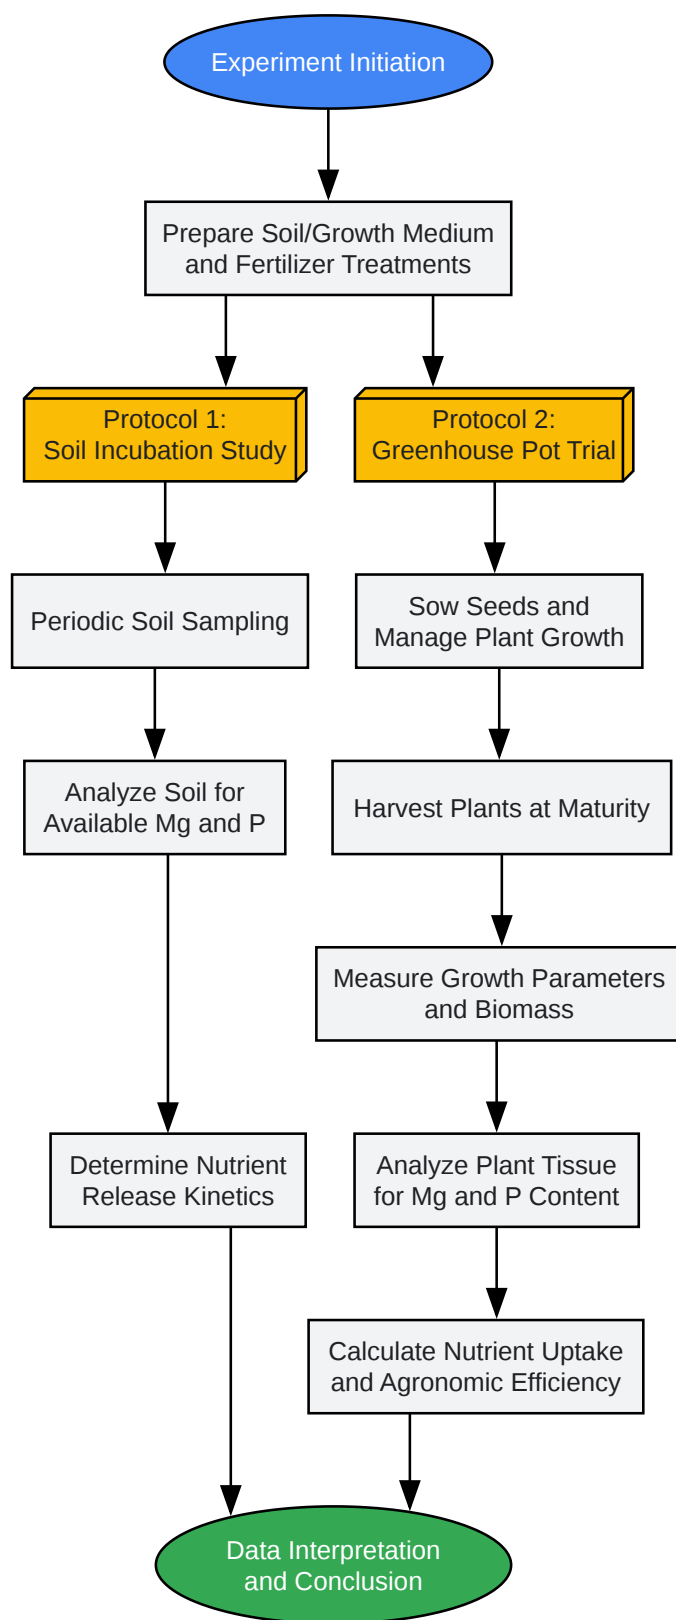 Experiment Initiation
Prepare Soil/Growth Medium
and Fertilizer Treatments
Protocol 1:
Soil Incubation Study
Protocol 2:
Greenhouse Pot Trial
Periodic Soil Sampling
Sow Seeds and
Manage Plant Growth
Analyze Soil for
Available Mg and P
Harvest Plants at Maturity
Measure Growth Parameters
and Biomass
Determine Nutrient
Release Kinetics
Analyze Plant Tissue
for Mg and P Content
Calculate Nutrient Uptake
and Agronomic Efficiency
Data Interpretation
and Conclusion